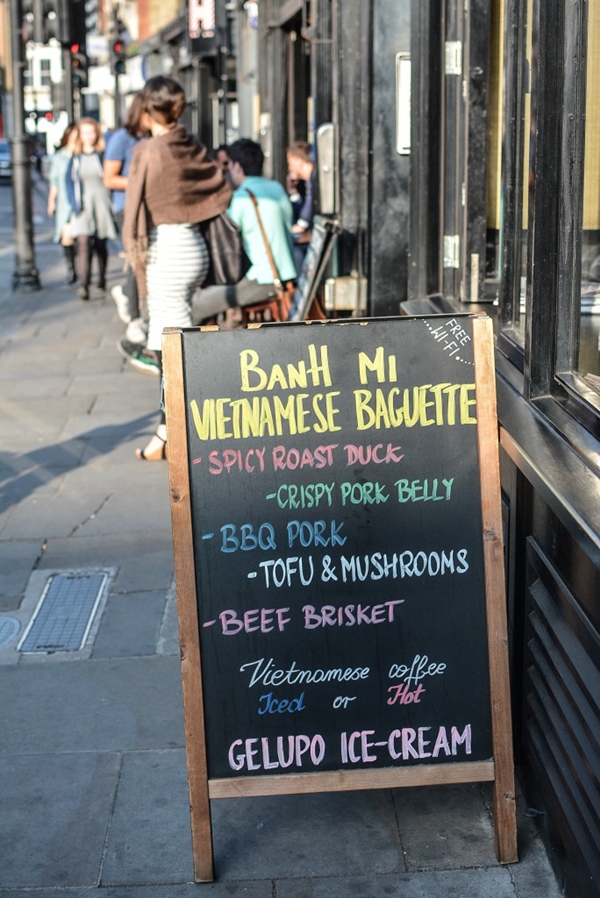 FREE
WI-FI
BANH MI
VIETNAMESE BAGUETTE
- SPICY ROAST DUCK
- CRISPY PORK BELLY
- BBQ PORK
- TOFU & MUSHROOMS
- BEEF BRISKET
Vietnamese coffee
Iced or Hot
GELUPO ICE-CREAM